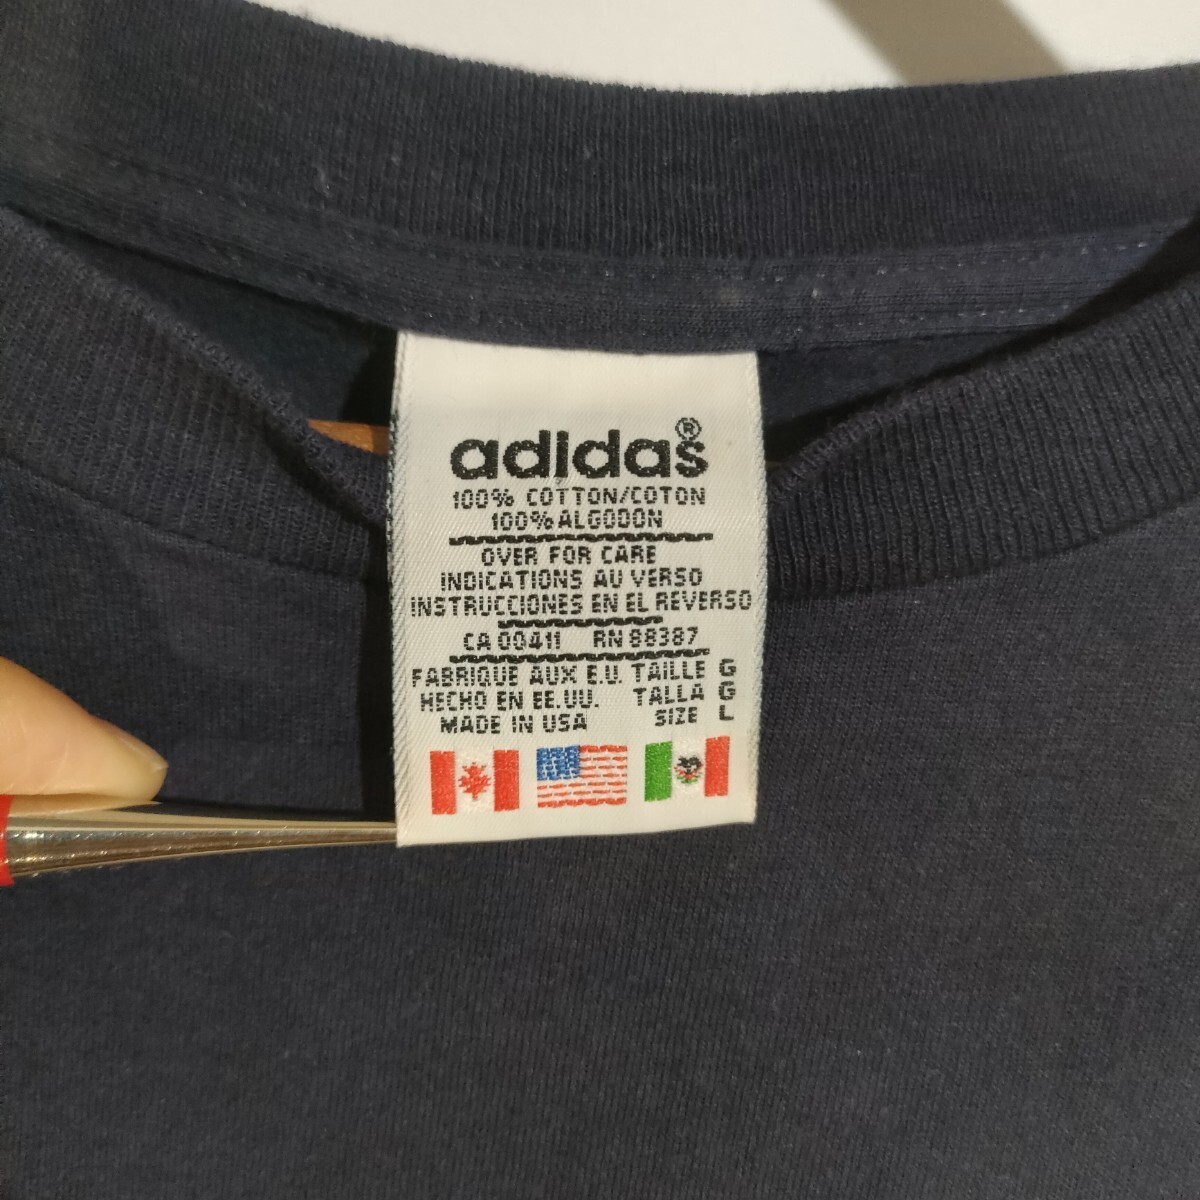 adidas®
100% COTTON/COTON
100% ALGODON
OVER FOR CARE
INDICATIONS AU VERSO
INSTRUCCIONES EN EL REVERSO
CA 00411 RN 88387
FABRIQUE AUX E.U. TAILLE G
HECHO EN EE.UU. TALLA G
MADE IN USA SIZE L